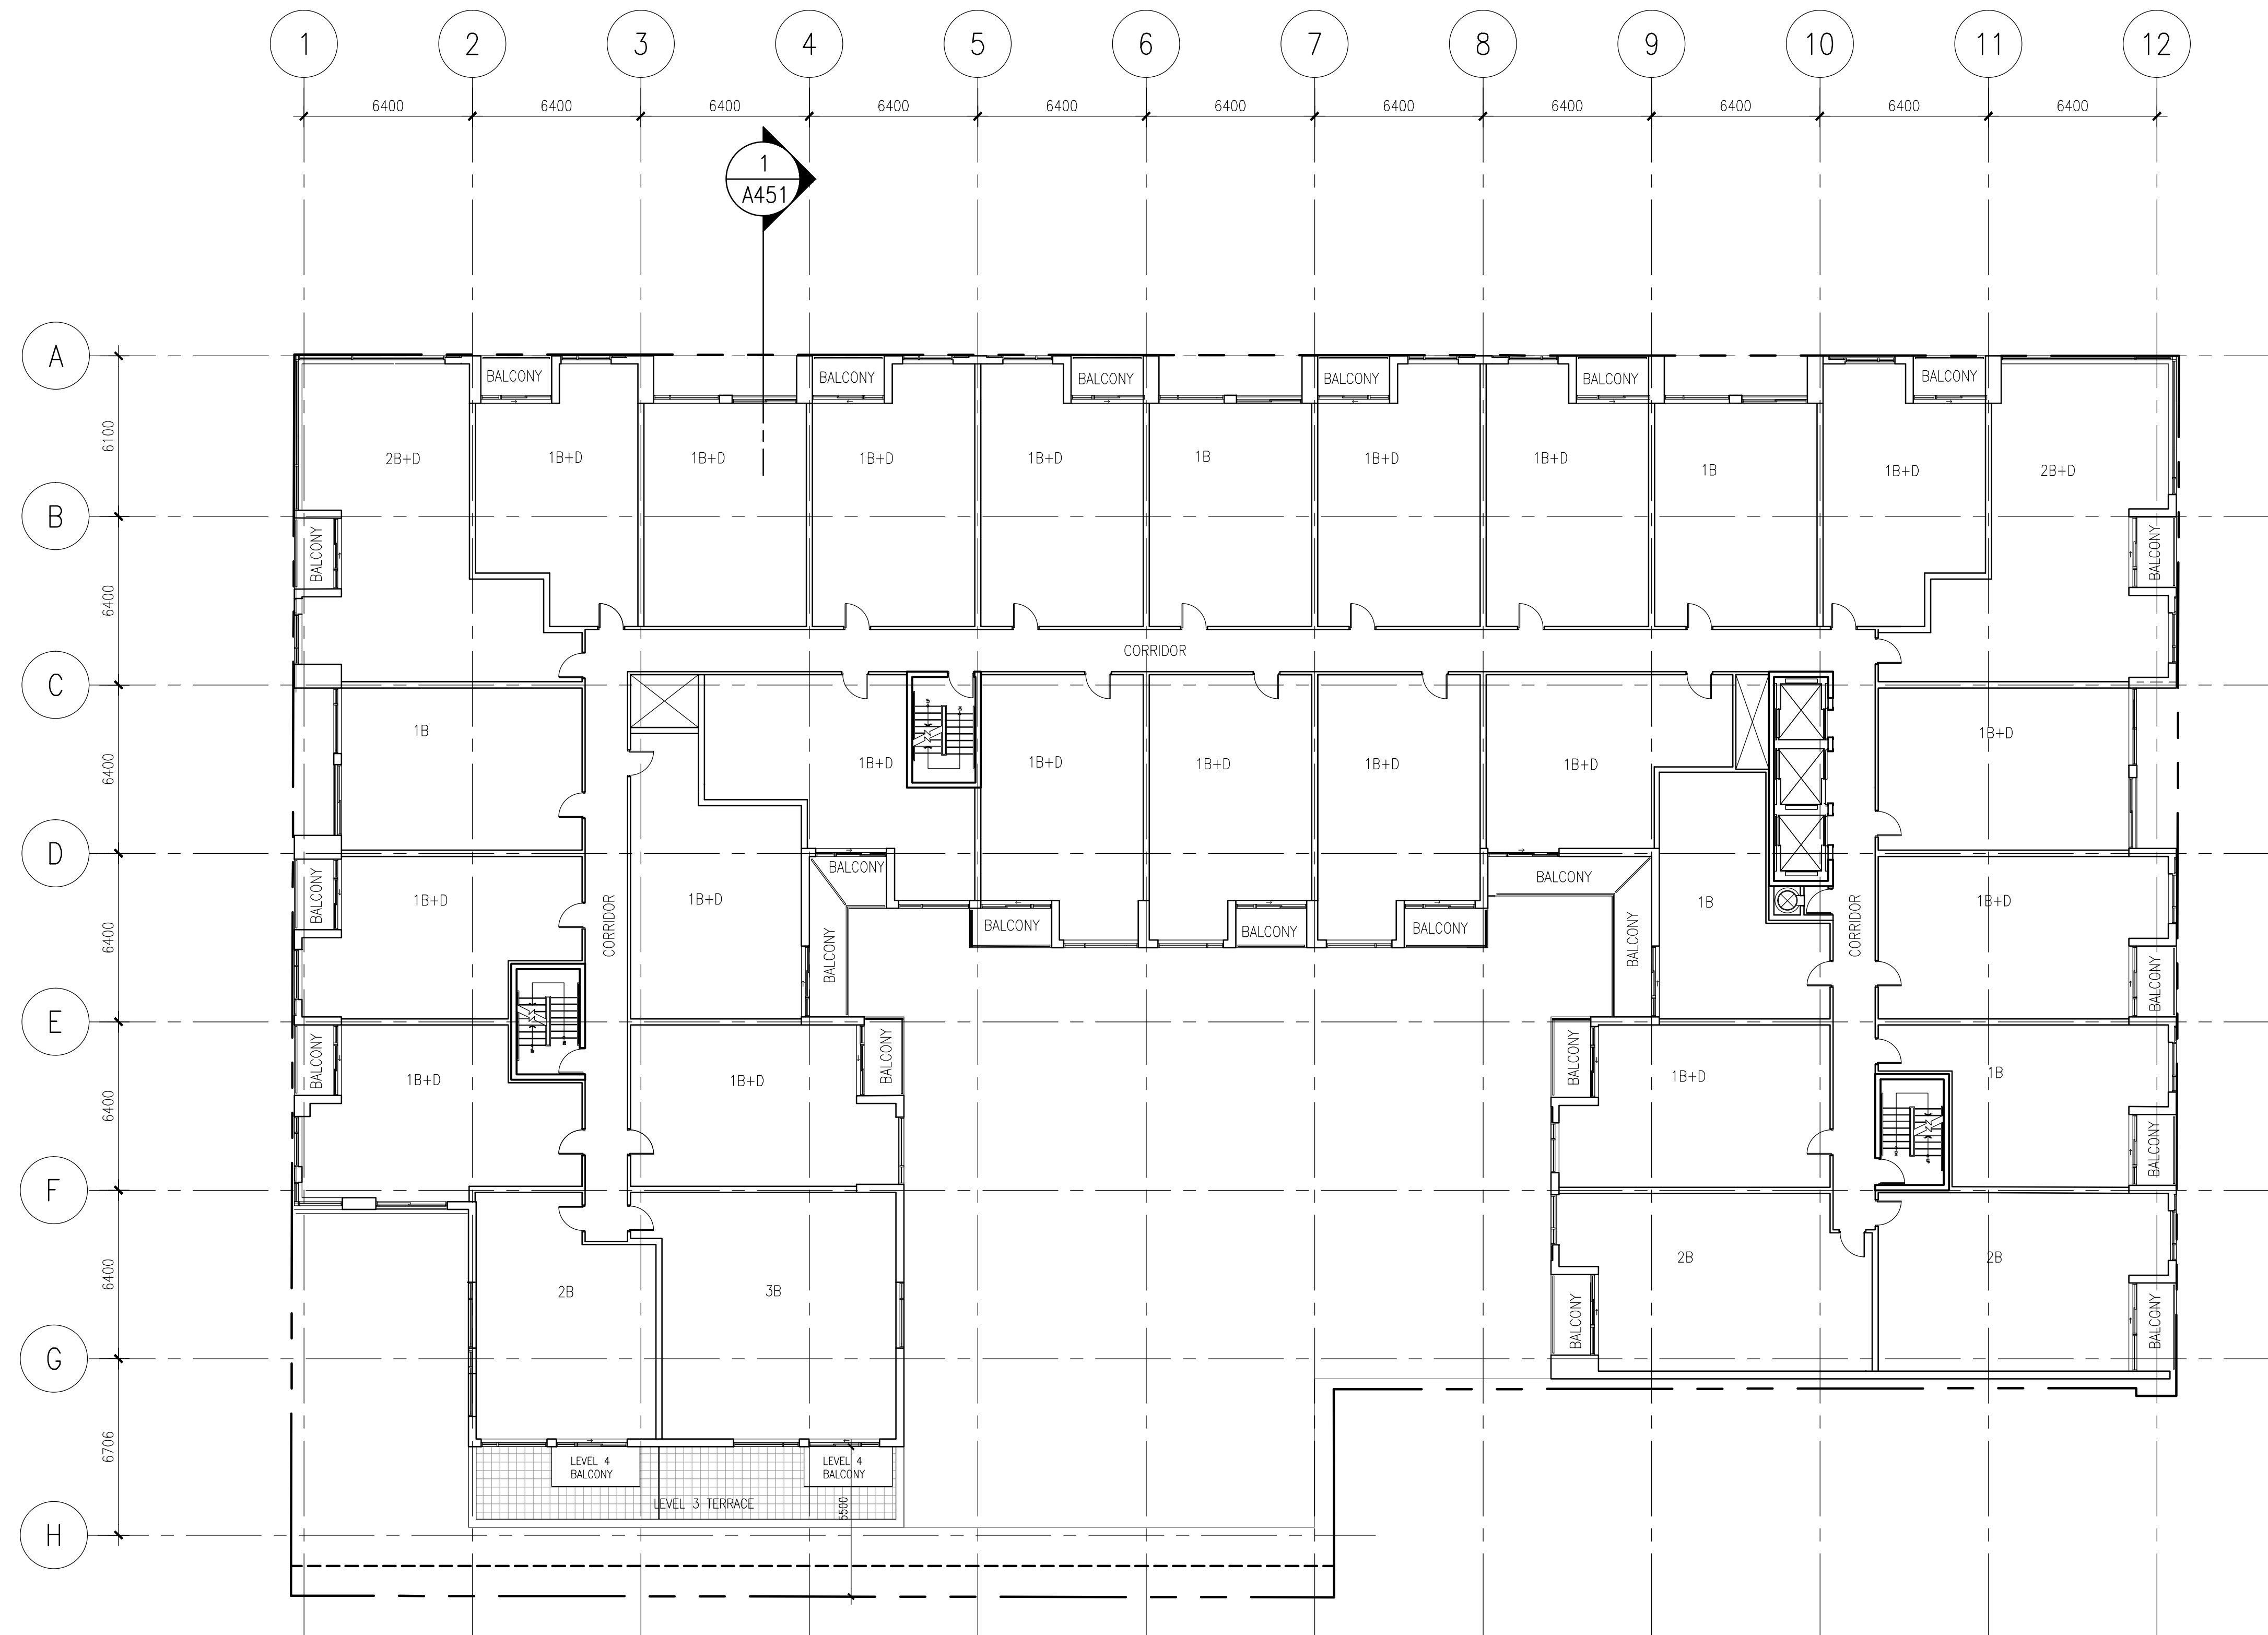 1 2 3 4 5 6 7 8 9 10 11 12
6400 6400 6400 6400 6400 6400 6400 6400 6400 6400 6400
1
A451
A
BALCONY BALCONY BALCONY BALCONY BALCONY BALCONY
6100
2B+D 1B+D 1B+D 1B+D 1B+D 1B 1B+D 1B+D 1B 1B+D 2B+D
B
BALCONY BALCONY
6400
CORRIDOR
C
1B 1B+D
6400
1B+D 1B+D 1B+D 1B+D 1B+D
D
BALCONY BALCONY
BALCONY 1B+D 1B+D 1B 1B+D
6400
CORRIDOR BALCONY BALCONY BALCONY BALCONY BALCONY CORRIDOR
BALCONY
E
BALCONY 1B+D 1B+D BALCONY BALCONY 1B+D 1B
6400
BALCONY
F
6400
2B 3B 2B 2B
BALCONY BALCONY
G
6706
LEVEL 4
BALCONY
LEVEL 4
BALCONY
LEVEL 3 TERRACE
5500
H